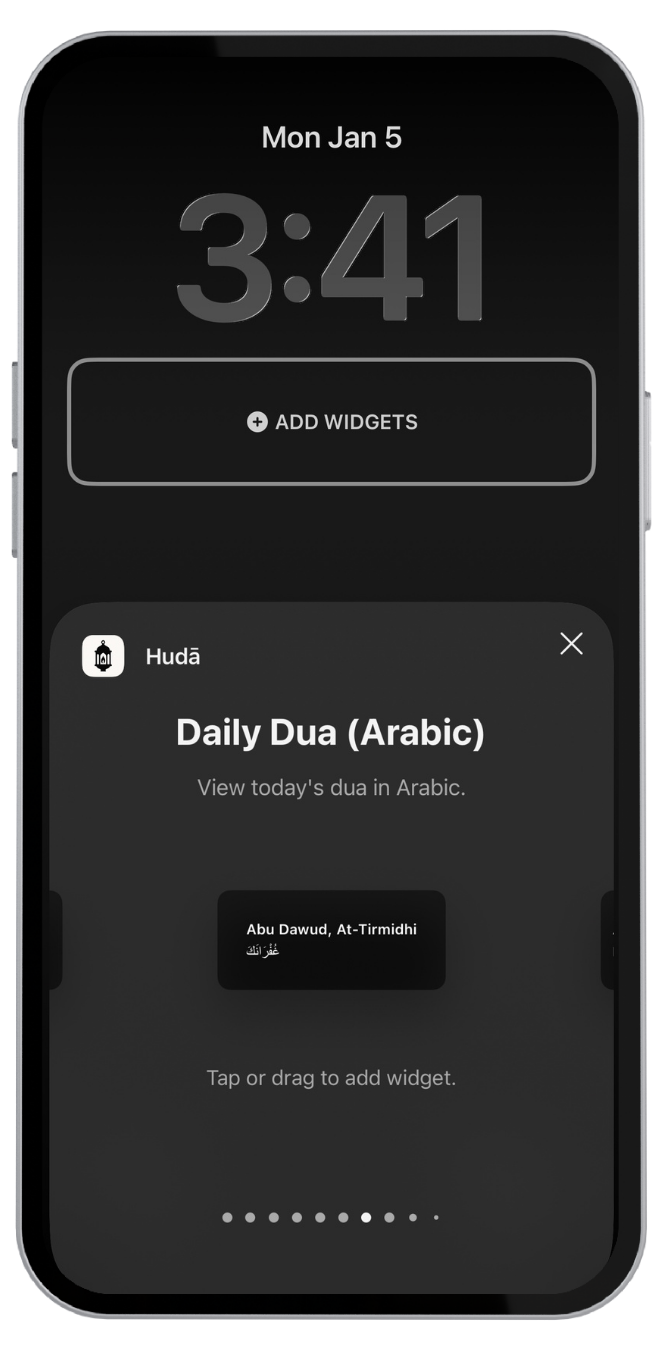 Mon Jan 5
3:41
ADD WIDGETS
Hudā
Daily Dua (Arabic)
View today's dua in Arabic.
Abu Dawud, At-Tirmidhi
غُفْرَانَكَ
Tap or drag to add widget.